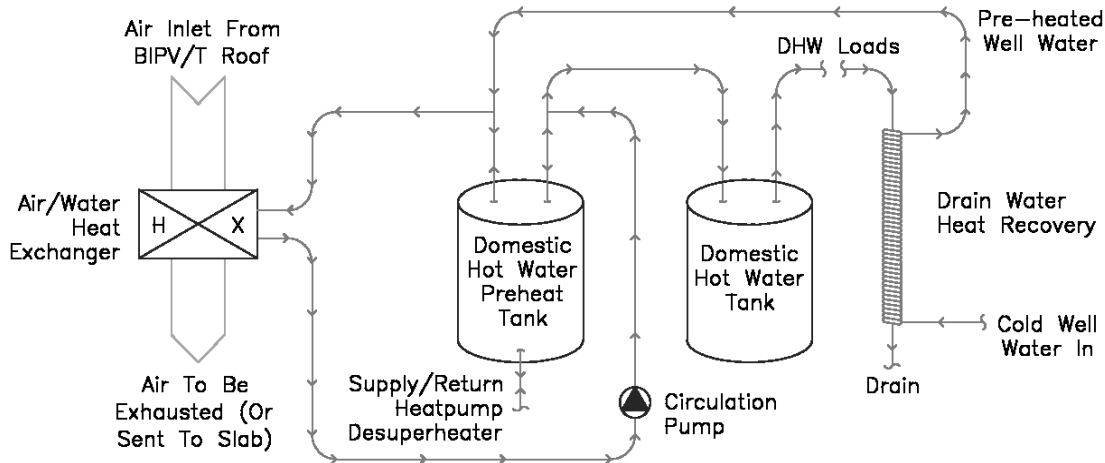 Air Inlet From
BIPV/T Roof
Pre-heated
Well Water
DHW Loads
Air/Water
Heat
Exchanger
H X
Domestic
Hot Water
Preheat
Tank
Domestic
Hot Water
Tank
Drain Water
Heat Recovery
Cold Well
Water In
Drain
Air To Be
Exhausted (Or
Sent To Slab)
Supply/Return
Heatpump
Desuperheater
Circulation
Pump